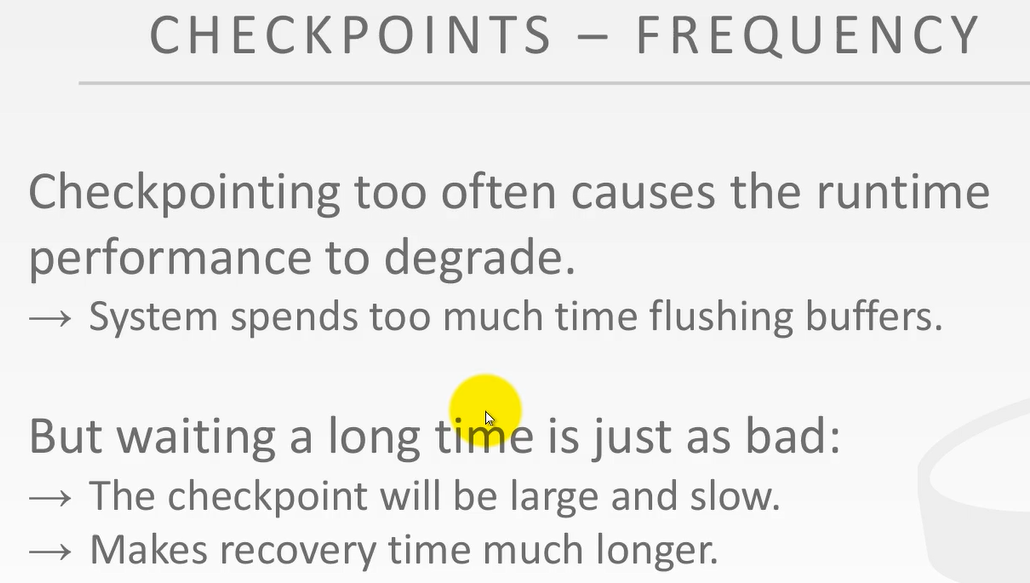 CHECKPOINTS – FREQUENCY
Checkpointing too often causes the runtime
performance to degrade.
→ System spends too much time flushing buffers.
But waiting a long time is just as bad:
→ The checkpoint will be large and slow.
→ Makes recovery time much longer.